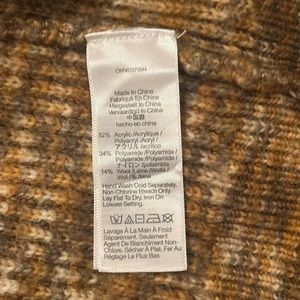 Made In China
Fabriqué En Chine
Hergestellt In China
Vervaardigd In China
中国製
hecho en china
52% Acrylic/Acrylique /
Polyacryl /Acryl /
アクリル /acrílico
34% Polyamide/Polyamide /
Polyamide/Polyamide /
ナイロン /poliamida
14% Wool /Laine /Wolle /
Wol /毛 /lana
Hand Wash Cold Separately.
Non-Chlorine Bleach Only.
Lay Flat To Dry. Iron On
Lowest Setting.
Lavage À La Main À Froid
Séparément. Seulement
Agent De Blanchiment Non-
Chlore. Sécher À Plat. Fer
Au Réglage Le Plus Bas